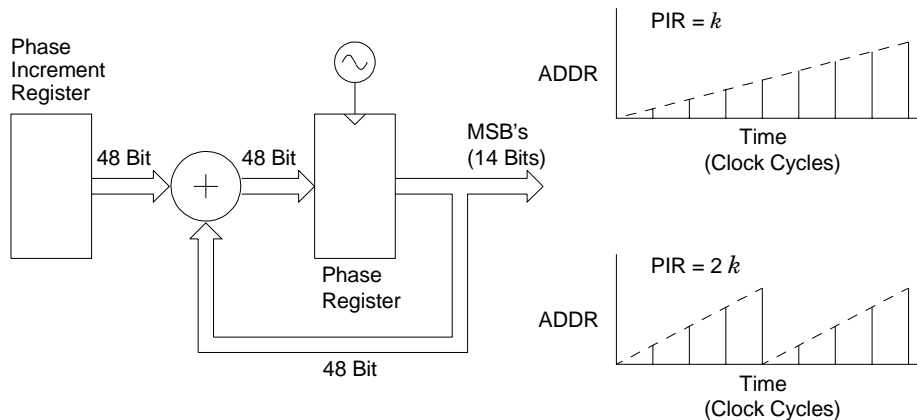 Phase
Increment
Register
48 Bit
48 Bit
MSB's
(14 Bits)
Phase
Register
48 Bit
PIR = k
ADDR
Time
(Clock Cycles)
PIR = 2 k
ADDR
Time
(Clock Cycles)